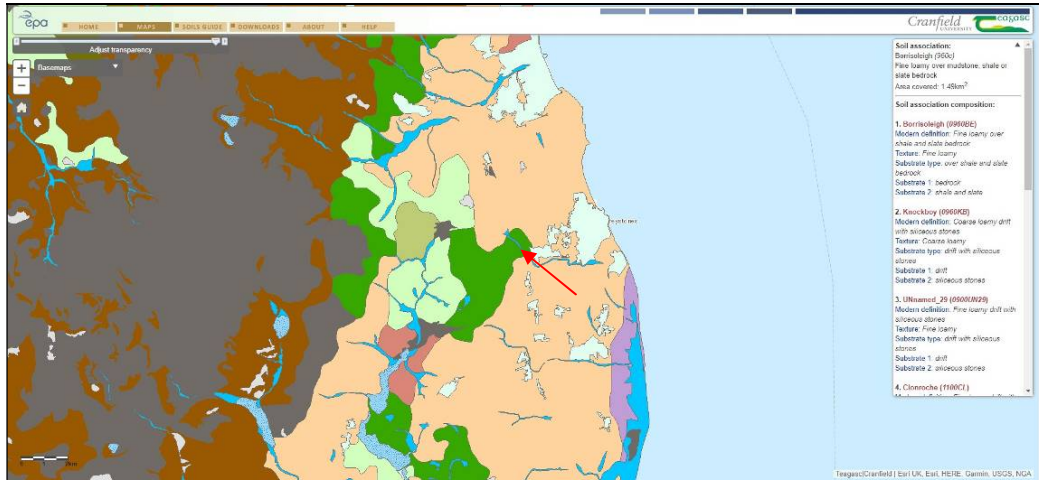 epa
HOME MAPS SOILS GUIDE DOWNLOADS ABOUT HELP
Cranfield
UNIVERSITY
eagasc
Adjust transparency
+
Basemaps
−
Soil association:
Borrisoleigh (960c)
Fine loamy over mudstone, shale or
slate bedrock
Area covered: 1.49km²
Soil association composition:
1. Borrisoleigh (0960BE)
Modern definition: Fine loamy over
shale and slate bedrock
Texture: Fine loamy
Substrate type: over shale and slate
bedrock
Substrate 1: bedrock
Substrate 2: shale and slate
2. Knockboy (0960KB)
Modern definition: Coarse loamy drift
with siliceous stones
Texture: Coarse loamy
Substrate type: drift with siliceous
stones
Substrate 1: drift
Substrate 2: siliceous stones
3. UNnamed_29 (0900UN29)
Modern definition: Fine loamy drift with
siliceous stones
Texture: Fine loamy
Substrate type: drift with siliceous
stones
Substrate 1: drift
Substrate 2: siliceous stones
4. Clonroche (1100CL)
Teagasc|Cranfield | Esri UK, Esri, HERE, Garmin, USGS, NGA